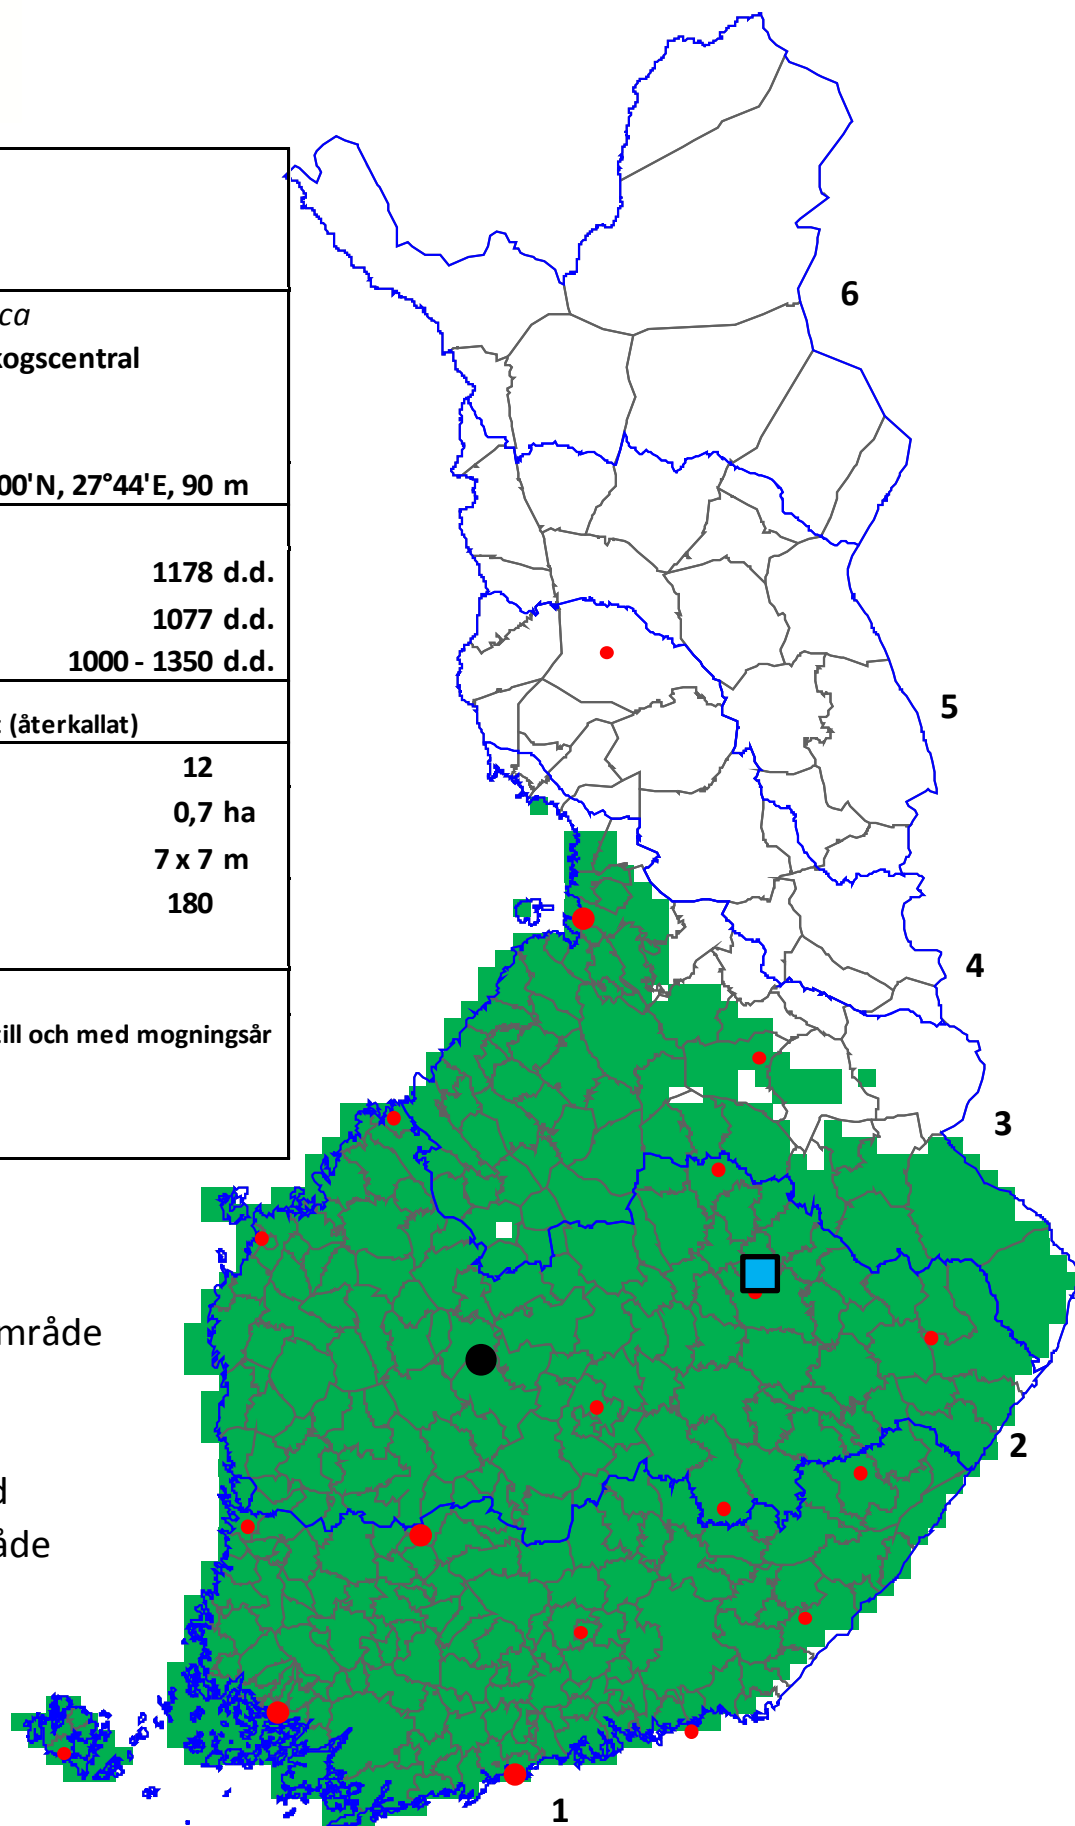 ca
kogscentral
00'N, 27°44'E, 90 m
1178 d.d.
1077 d.d.
1000 - 1350 d.d.
(återkallat)
12
0,7 ha
7 x 7 m
180
till och med mogningsår
område
d
åde
6
5
4
3
2
1